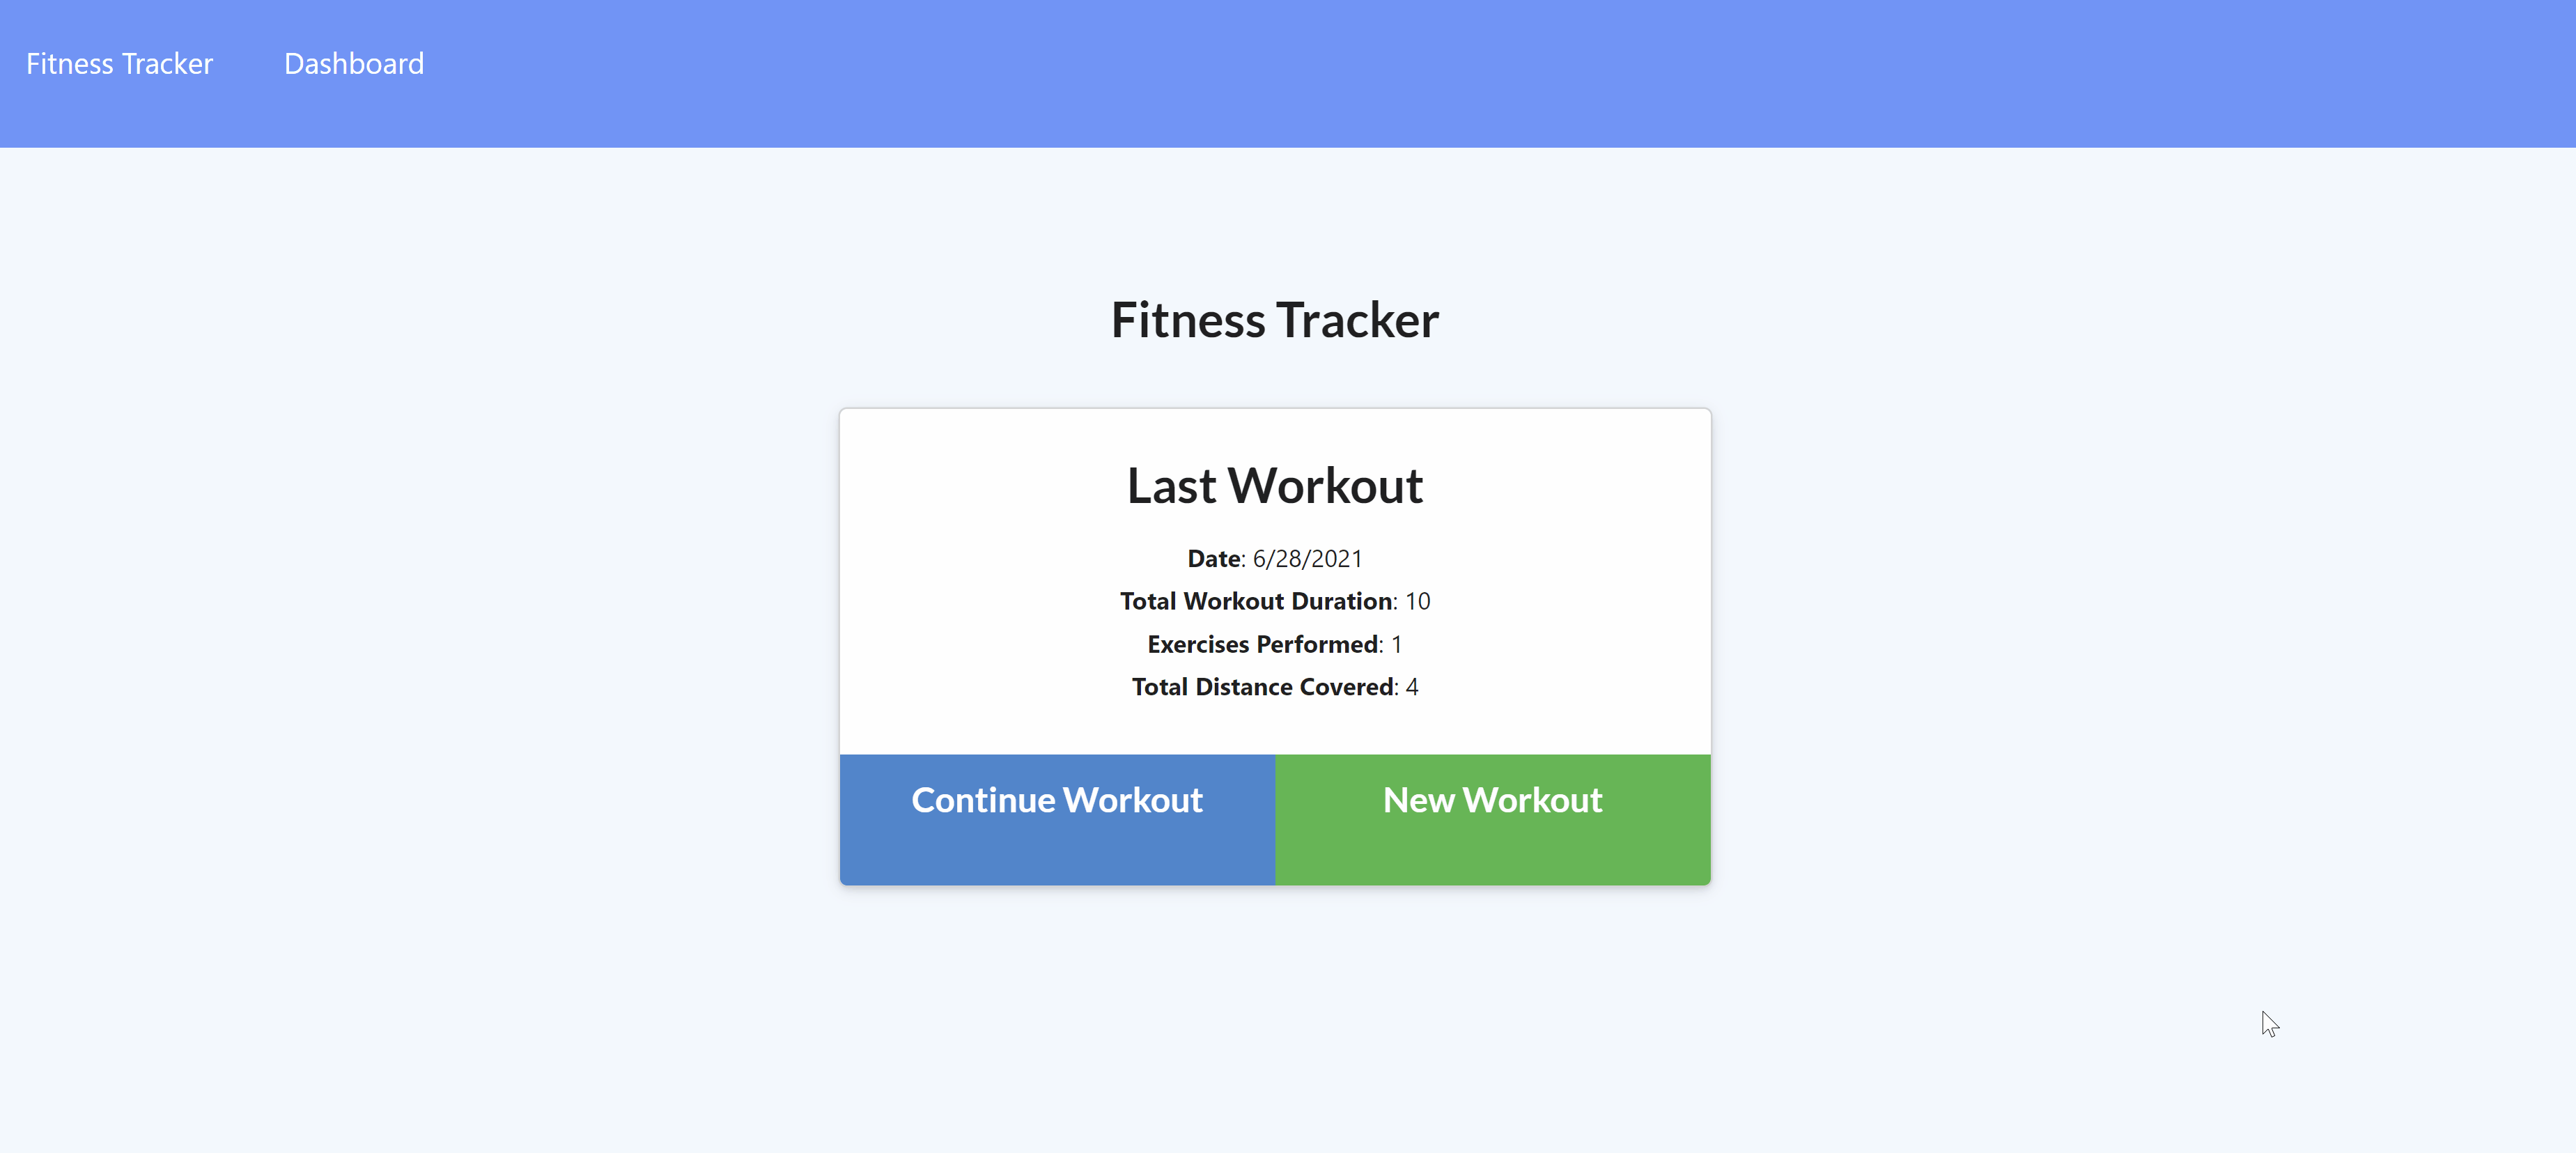 Fitness Tracker Dashboard
Fitness Tracker
Last Workout
Date: 6/28/2021
Total Workout Duration: 10
Exercises Performed: 1
Total Distance Covered: 4
Continue Workout New Workout